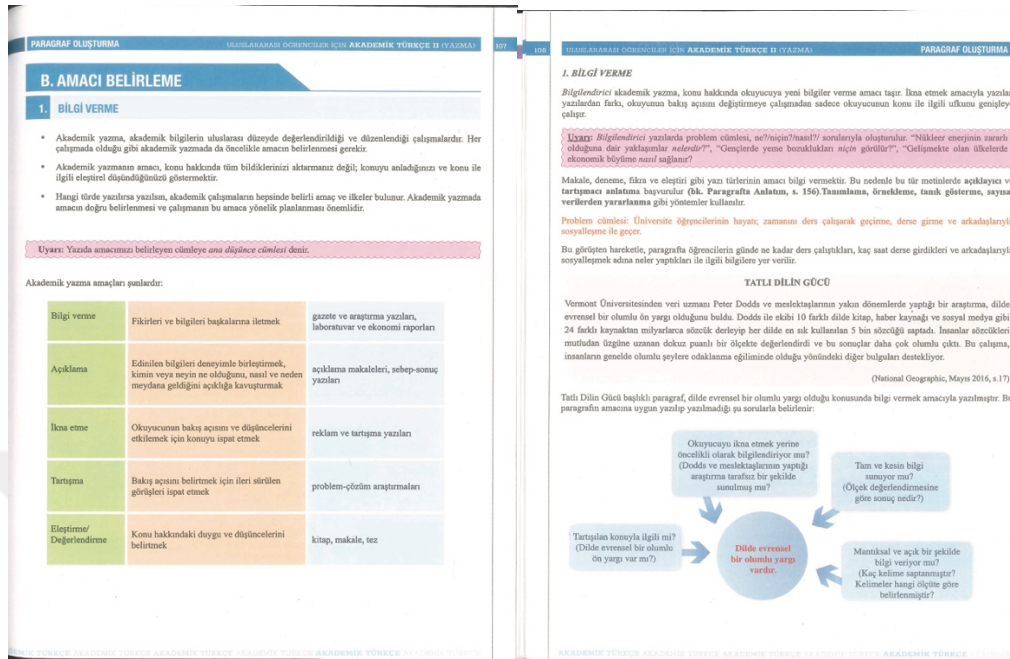 PARAGRAF OLUŞTURMA
ULUSLARARASI ÖĞRENCİLER İÇİN AKADEMİK TÜRKÇE II (YAZMA)
107
B. AMACI BELİRLEME
1. BİLGİ VERME
• Akademik yazma, akademik bilgilerin uluslarası düzeyde değerlendirildiği ve düzenlendiği çalışmalardır. Her
çalışmada olduğu gibi akademik yazmada da öncelikle amacın belirlenmesi gerekir.
• Akademik yazmanın amacı, konu hakkında tüm bildiklerinizi aktarmanız değil; konuyu anladığınızı ve konu ile
ilgili eleştirel düşündüğünüzü göstermektir.
• Hangi türde yazılırsa yazılsın, akademik çalışmaların hepsinde belirli amaç ve ilkeler bulunur. Akademik yazmada
amacın doğru belirlenmesi ve çalışmanın bu amaca yönelik planlanması önemlidir.
Uyarı: Yazıda amacımızı belirleyen cümleye ana düşünce cümlesi denir.
Akademik yazma amaçları şunlardır:
Bilgi verme
Fikirleri ve bilgileri başkalarına iletmek
gazete ve araştırma yazıları,
laboratuvar ve ekonomi raporları
Açıklama
Edinilen bilgileri deneyimle birleştirmek,
kimin veya neyin ne olduğunu, nasıl ve neden
meydana geldiğini açıklığa kavuşturmak
açıklama makaleleri, sebep-sonuç
yazıları
İkna etme
Okuyucunun bakış açısını ve düşüncelerini
etkilemek için konuyu ispat etmek
reklam ve tartışma yazıları
Tartışma
Bakış açısını belirtmek için ileri sürülen
görüşleri ispat etmek
problem-çözüm araştırmaları
Eleştirme/
Değerlendirme
Konu hakkındaki duygu ve düşüncelerini
belirtmek
kitap, makale, tez
AKADEMİK TÜRKÇE
108
ULUSLARARASI ÖĞRENCİLER İÇİN AKADEMİK TÜRKÇE II (YAZMA)
PARAGRAF OLUŞTURMA
1. BİLGİ VERME
Bilgilendirici akademik yazma, konu hakkında okuyucuya yeni bilgiler verme amacı taşır. İkna etmek amacıyla yazılan
yazılardan farkı, okuyunun bakış açısını değiştirmeye çalışmadan sadece okuyucunun konu ile ilgili ufkunu genişley
çalışır.
Uyarı: Bilgilendirici yazılarda problem cümlesi, ne?/niçin?/nasıl?/ sorularıyla oluşturulur. “Nükleer enerjinin zararlı
olduğuna dair yaklaşımlar nelerdir?”, “Gençlerde yeme bozuklukları niçin görülür?”, “Gelişmekte olan ülkelerde
ekonomik büyüme nasıl sağlanır?
Makale, deneme, fıkra ve eleştiri gibi yazı türlerinin amacı bilgi vermektir. Bu nedenle bu tür metinlerde açıklayıcı v
tartışmacı anlatıma başvurulur (bk. Paragrafta Anlatım, s. 156).Tanımlama, örnekleme, tanık gösterme, sayısa
verilerden yararlanma gibi yöntemler kullanılır.
Problem cümlesi: Üniversite öğrencilerinin hayatı; zamanını ders çalışarak geçirme, derse girme ve arkadaşlarıyla
sosyalleşme ile geçer.
Bu görüşten hareketle, paragrafta öğrencilerin günde ne kadar ders çalıştıkları, kaç saat derse girdikleri ve arkadaşlarıyla
sosyalleşmek adına neler yaptıkları ile ilgili bilgilere yer verilir.
TATLI DİLİN GÜCÜ
Vermont Üniversitesinden veri uzmanı Peter Dodds ve meslektaşlarının yakın dönemlerde yaptığı bir araştırma, dilde
evrensel bir olumlu ön yargı olduğunu buldu. Dodds ile ekibi 10 farklı dilde kitap, haber kaynağı ve sosyal medya gibi
24 farklı kaynaktan milyarlarca sözcük derleyip her dilde en sık kullanılan 5 bin sözcüğü saptadı. İnsanlar sözcükleri
mutludan üzgüne uzanan dokuz puanlı bir ölçekte değerlendirdi ve bu sonuçlar daha çok olumlu çıktı. Bu çalışma,
insanların genelde olumlu şeylere odaklanma eğiliminde olduğu yönündeki diğer bulguları destekliyor.
(National Geographic, Mayıs 2016, s.17)
Tatlı Dilin Gücü başlıklı paragraf, dilde evrensel bir olumlu yargı olduğu konusunda bilgi vermek amacıyla yazılmıştır. Bu
paragrafın amacına uygun yazılıp yazılmadığı şu sorularla belirlenir:
Okuyucuyu ikna etmek yerine
öncelikli olarak bilgilendiriyor mu?
(Dodds ve meslektaşlarının yaptığı
araştırma tarafsız bir şekilde
sunulmuş mu?
Tam ve kesin bilgi
sunuyor mu?
(Ölçek değerlendirmesine
göre sonuç nedir?)
Tartışılan konuyla ilgili mi?
(Dilde evrensel bir olumlu
ön yargı var mı?)
Dilde evrensel
bir olumlu yargı
vardır.
Mantıksal ve açık bir şekilde
bilgi veriyor mu?
(Kaç kelime saptanmıştır?
Kelimeler hangi ölçüte göre
belirlenmiştir?
AKADEMİK TÜRKÇE